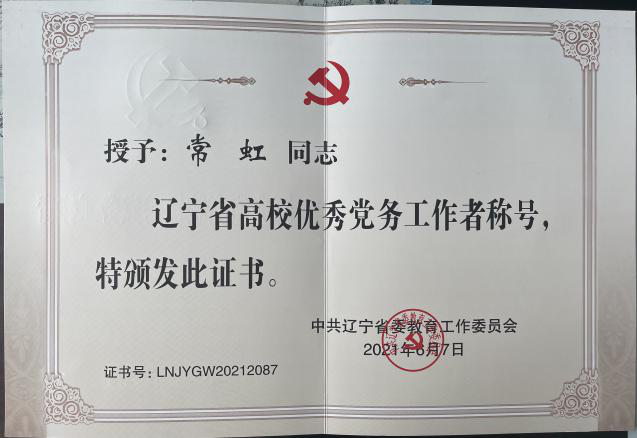 授予：常 虹 同志
辽宁省高校优秀党务工作者称号，
特颁发此证书。
中共辽宁省委教育工作委员会
2021年6月7日
证书号：LNJYGW20212087